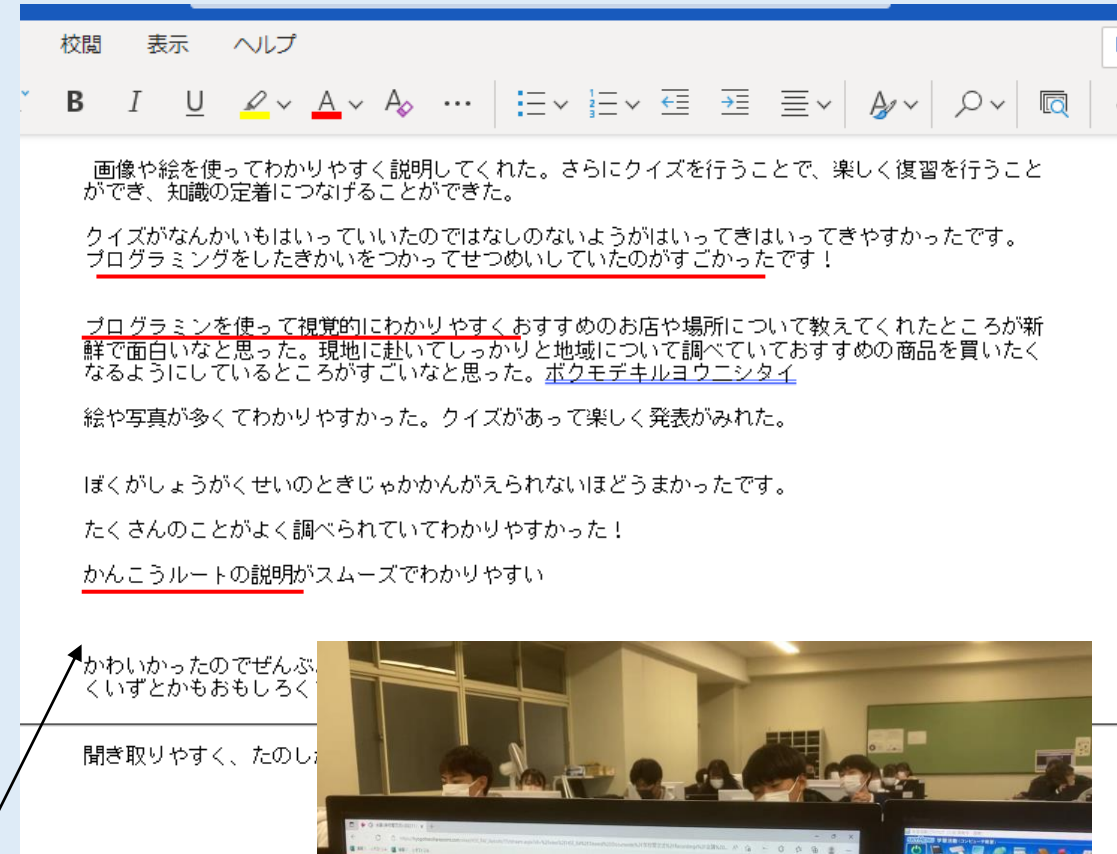 校閲 表示 ヘルプ
B I U A A
画像や絵を使ってわかりやすく説明してくれた。さらにクイズを行うことで、楽しく復習を行うこと
ができ、知識の定着につなげることができた。
クイズがなんかいもはいっていいたのではなしのないようがはいってきはいってきやすかったです。
プログラミングをしたきかいをつかってせつめいしていたのがすごかったです！
プログラミンを使って視覚的にわかりやすくおすすめのお店や場所について教えてくれたところが新
鮮で面白いなと思った。現地に赴いてしっかりと地域について調べていておすすめの商品を買いたく
なるようにしているところがすごいなと思った。ボクモデキルヨウニシタイ
絵や写真が多くてわかりやすかった。クイズがあって楽しく発表がみれた。
ぼくがしょうがくせいのときじゃかかんがえられないほどうまかったです。
たくさんのことがよく調べられていてわかりやすかった！
かんこうルートの説明がスムーズでわかりやすい
かわいかったのでぜんぶ
くいずとかもおもしろく
聞き取りやすく、たのし